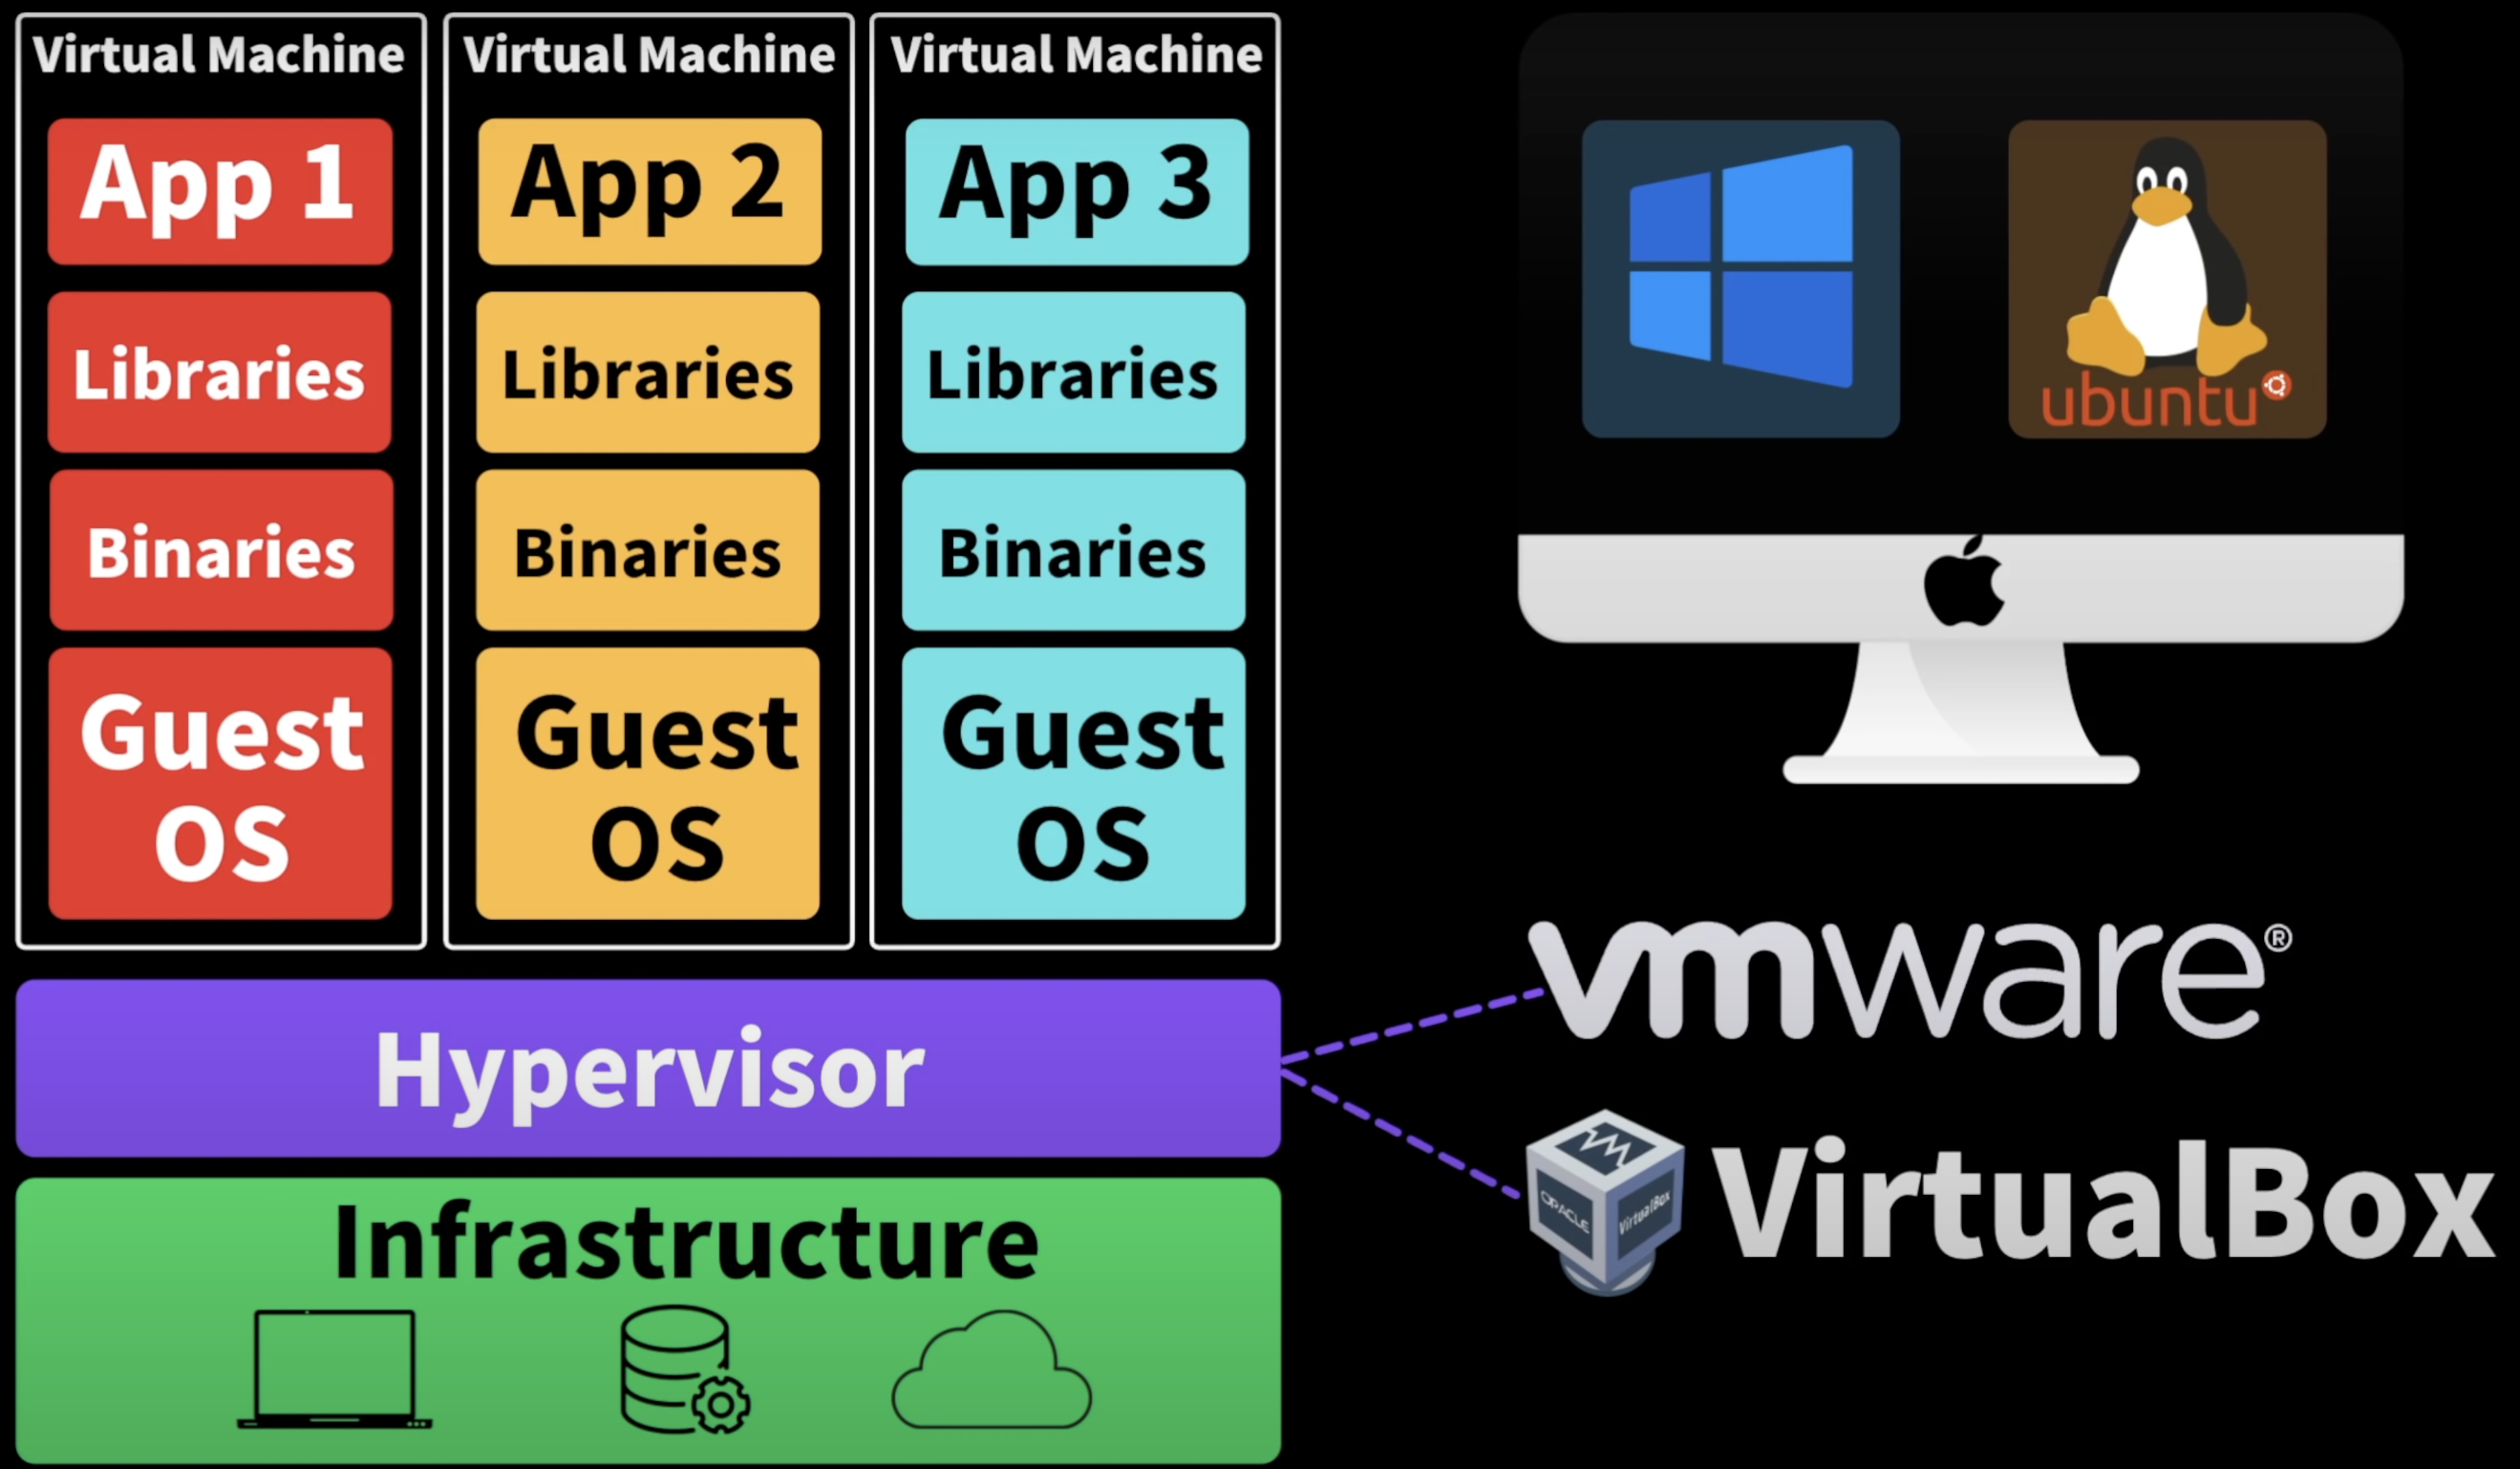 Virtual Machine
App 1
Libraries
Binaries
Guest
OS
Virtual Machine
App 2
Libraries
Binaries
Guest
OS
Virtual Machine
App 3
Libraries
Binaries
Guest
OS
Hypervisor
Infrastructure
ubuntu
vmware®
ORACLE
VirtualBox
VirtualBox